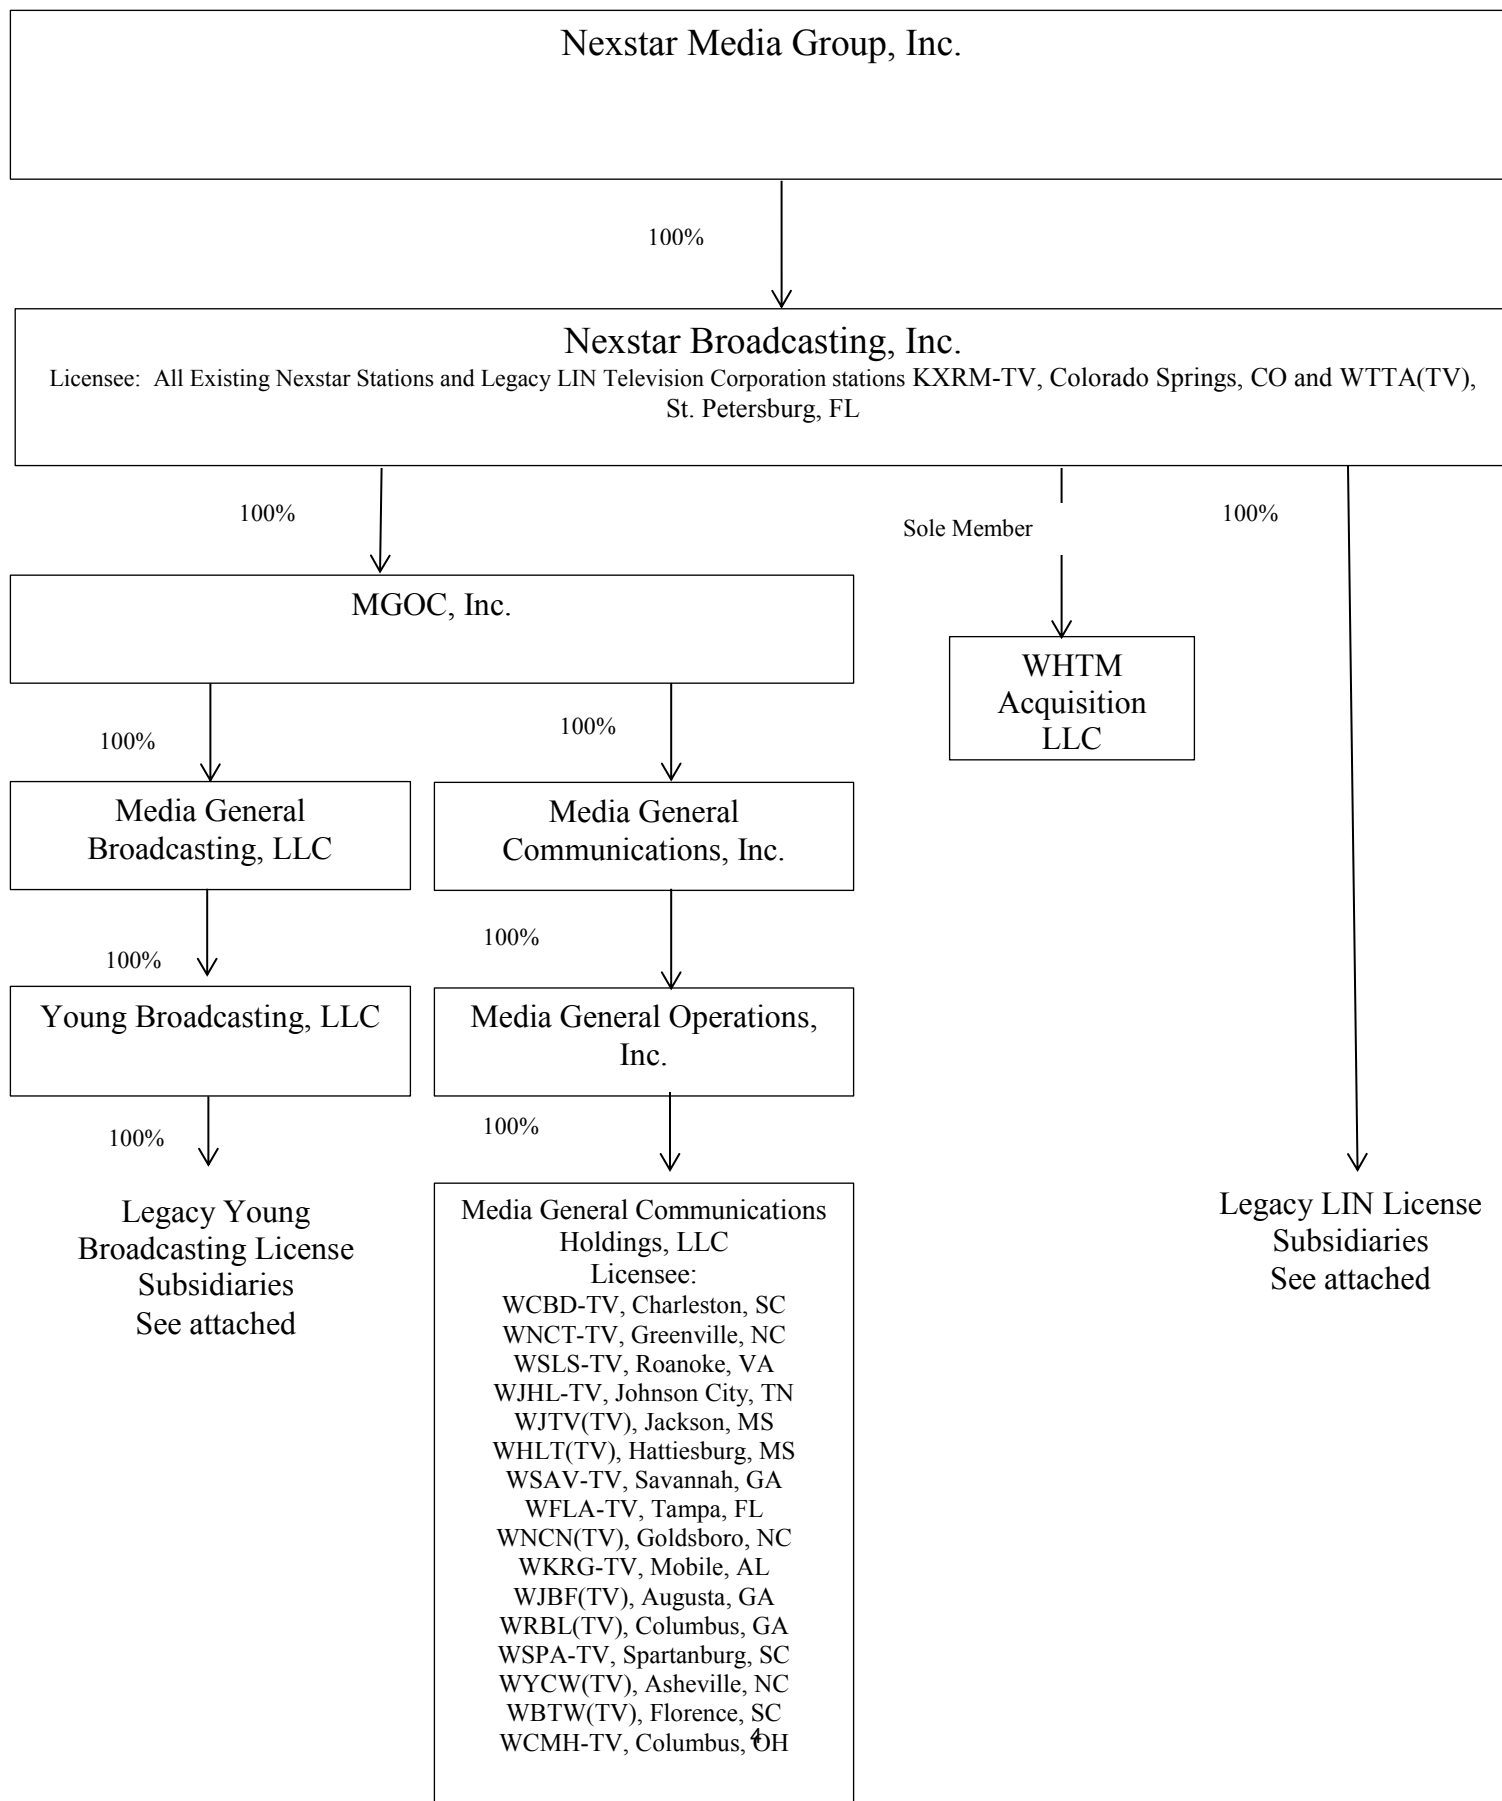 Nexstar Media Group, Inc.
100%
Nexstar Broadcasting, Inc.
Licensee: All Existing Nexstar Stations and Legacy LIN Television Corporation stations KXRM-TV, Colorado Springs, CO and WTTA(TV),
St. Petersburg, FL
100%
Sole Member
100%
MGOC, Inc.
WHTM
Acquisition
LLC
100%
100%
Media General
Broadcasting, LLC
Media General
Communications, Inc.
100%
100%
Young Broadcasting, LLC
Media General Operations,
Inc.
100%
100%
Legacy Young
Broadcasting License
Subsidiaries
See attached
Media General Communications
Holdings, LLC
Licensee:
WCBD-TV, Charleston, SC
WNCT-TV, Greenville, NC
WSLS-TV, Roanoke, VA
WJHL-TV, Johnson City, TN
WJTV(TV), Jackson, MS
WHLT(TV), Hattiesburg, MS
WSAV-TV, Savannah, GA
WFLA-TV, Tampa, FL
WNCN(TV), Goldsboro, NC
WKRG-TV, Mobile, AL
WJBF(TV), Augusta, GA
WRBL(TV), Columbus, GA
WSPA-TV, Spartanburg, SC
WYCW(TV), Asheville, NC
WBTW(TV), Florence, SC
WCMH-TV, Columbus, OH
4
Legacy LIN License
Subsidiaries
See attached